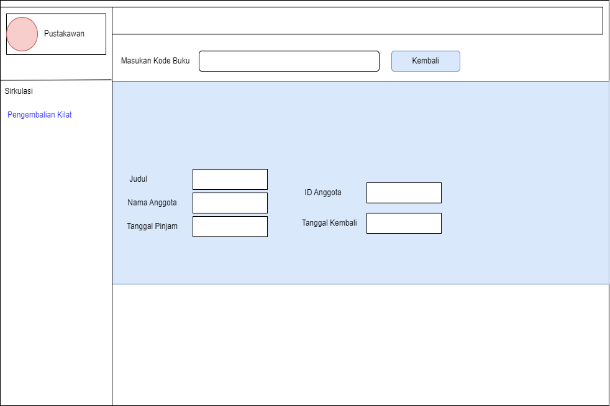 Pustakawan
Masukan Kode Buku
Kembali
Sirkulasi
Pengembalian Kilat
Judul
ID Anggota
Nama Anggota
Tanggal Pinjam
Tanggal Kembali